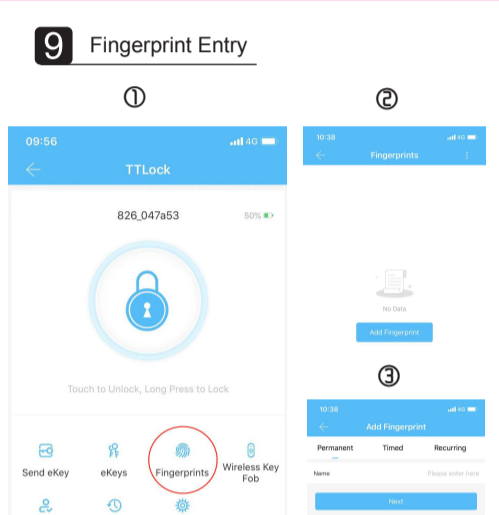 9 Fingerprint Entry
①
09:56
4G
TTLock
826_047a53
50%
Touch to Unlock, Long Press to Lock
Send eKey
eKeys
Fingerprints
Wireless Key
Fob
②
10:38
4G
Fingerprints
No Data
Add Fingerprint
③
10:38
4G
Add Fingerprint
Permanent
Timed
Recurring
Name
Please enter here
Next